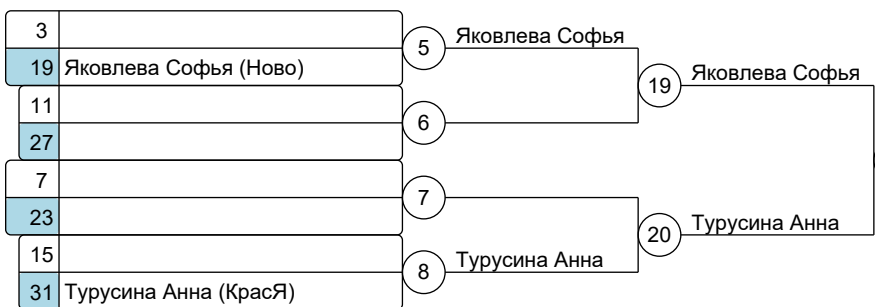 3
5 Яковлева Софья
19 Яковлева Софья (Ново)
19 Яковлева Софья
11
6
27
7
7
23
20 Турусина Анна
15
8 Турусина Анна
31 Турусина Анна (КрасЯ)